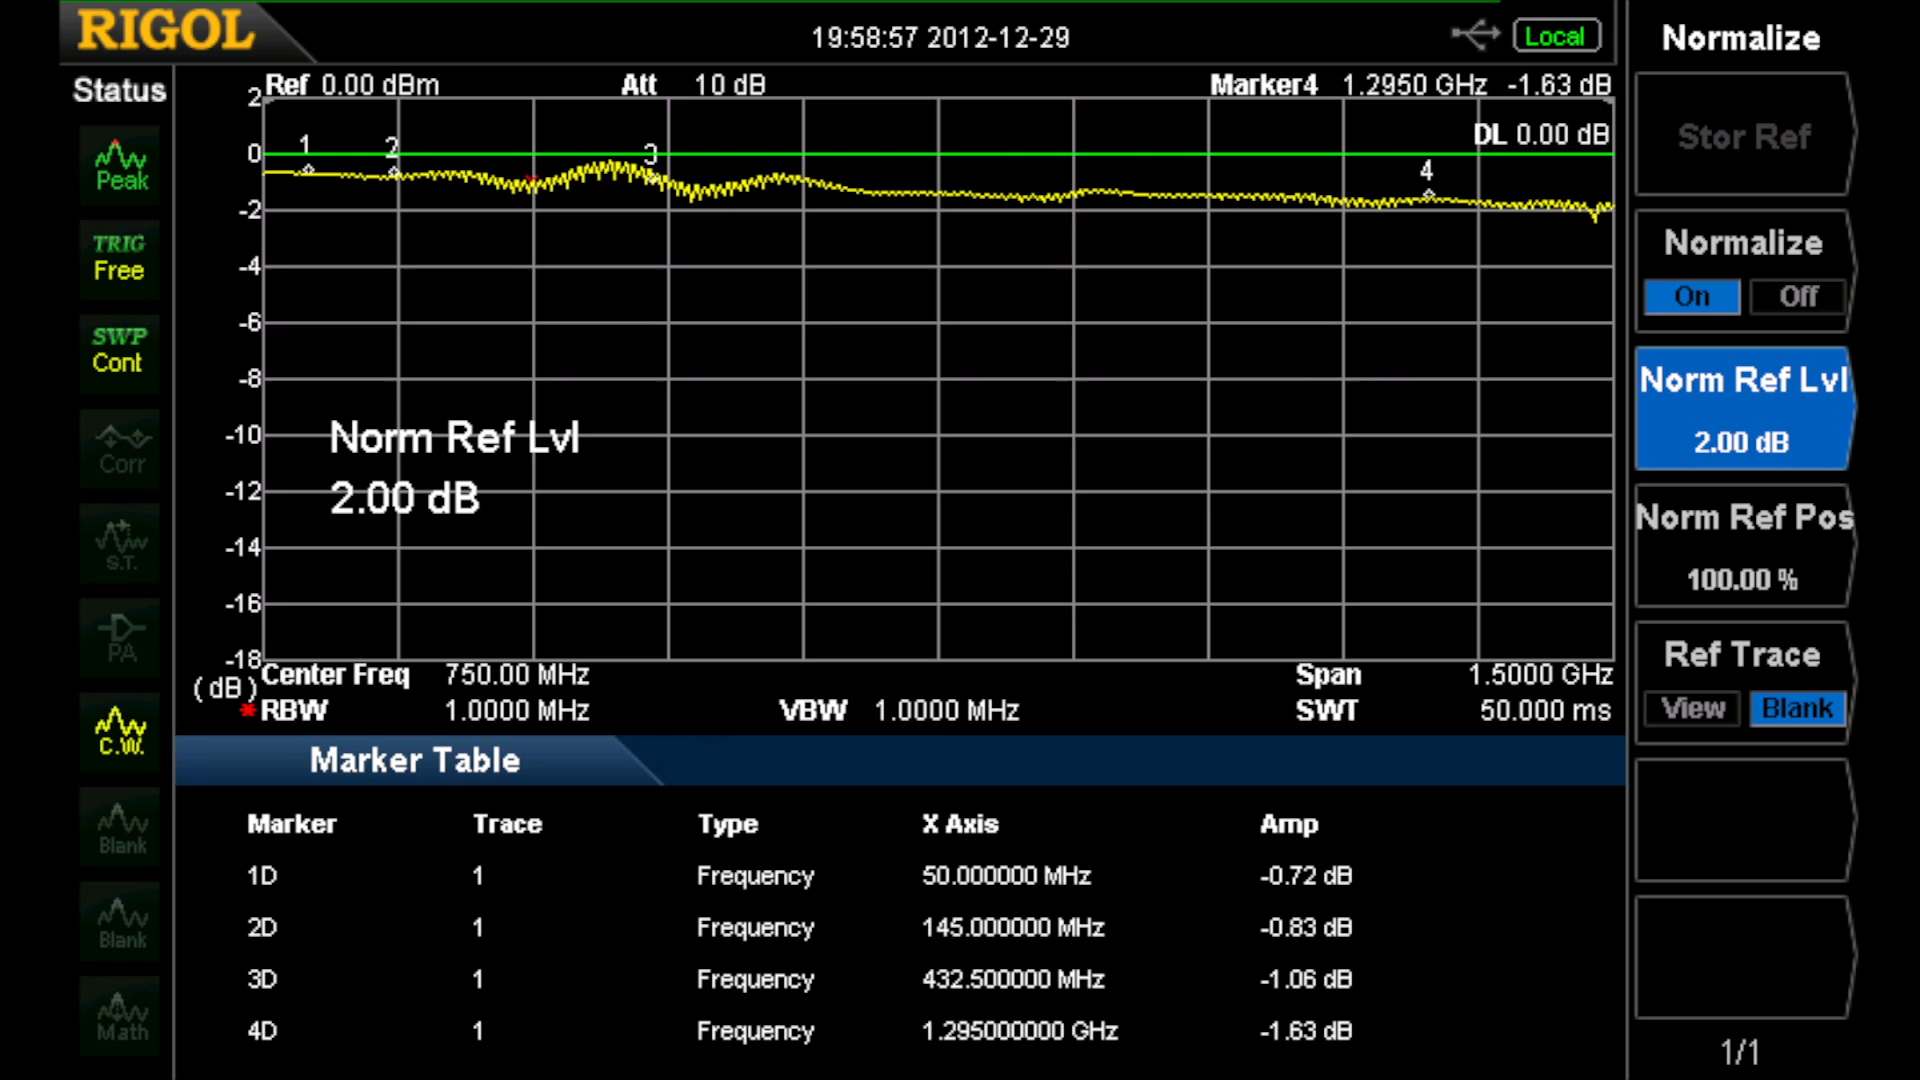 RIGOL
19:58:57 2012-12-29
Local
Normalize
Status
Ref 0.00 dBm Att 10 dB Marker4 1.2950 GHz -1.63 dB
DL 0.00 dB
2
0
-2
-4
-6
-8
-10
-12
-14
-16
-18
(dB)
1
2
3
4
Norm Ref Lvl
2.00 dB
Center Freq 750.00 MHz Span 1.5000 GHz
*RBW 1.0000 MHz VBW 1.0000 MHz SWT 50.000 ms
Peak
TRIG
Free
SWP
Cont
Corr
S.T.
PA
C.W.
Blank
Blank
Math
Marker Table
Marker Trace Type X Axis Amp
1D 1 Frequency 50.000000 MHz -0.72 dB
2D 1 Frequency 145.000000 MHz -0.83 dB
3D 1 Frequency 432.500000 MHz -1.06 dB
4D 1 Frequency 1.295000000 GHz -1.63 dB
Stor Ref
Normalize
On Off
Norm Ref Lvl
2.00 dB
Norm Ref Pos
100.00 %
Ref Trace
View Blank
1/1